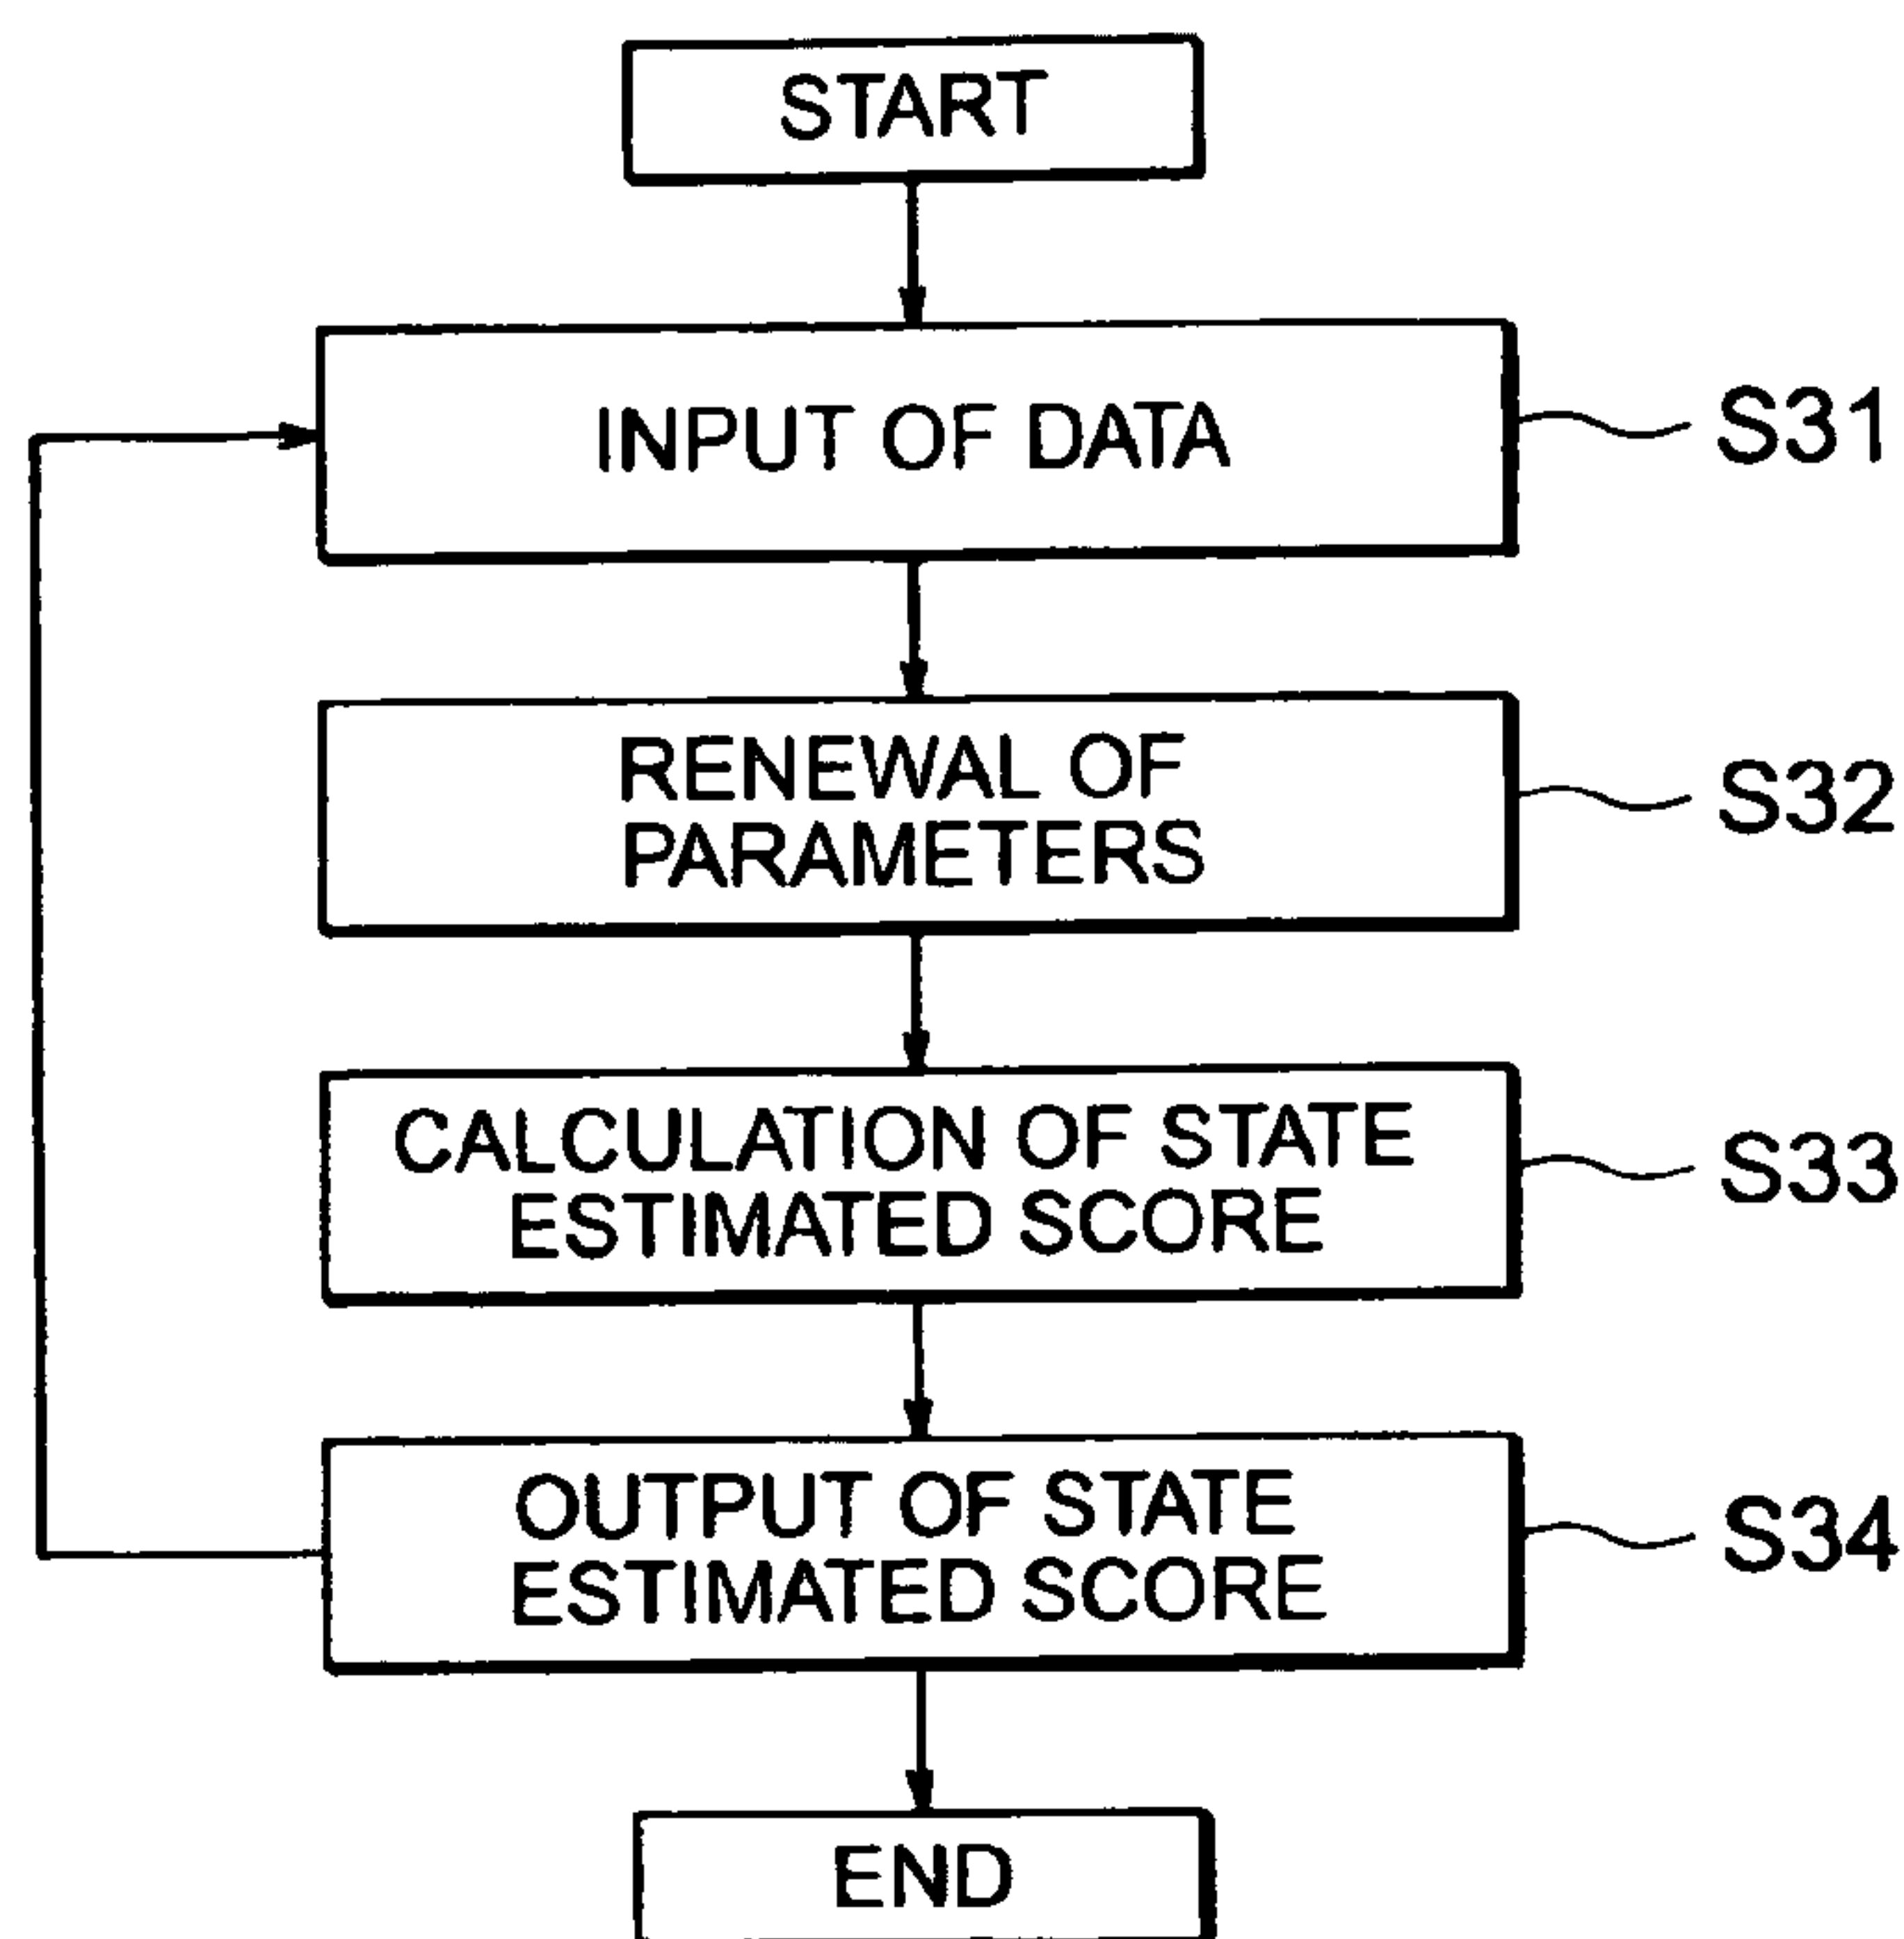 START
INPUT OF DATA
S31
RENEWAL OF
PARAMETERS
S32
CALCULATION OF STATE
ESTIMATED SCORE
S33
OUTPUT OF STATE
ESTIMATED SCORE
S34
END